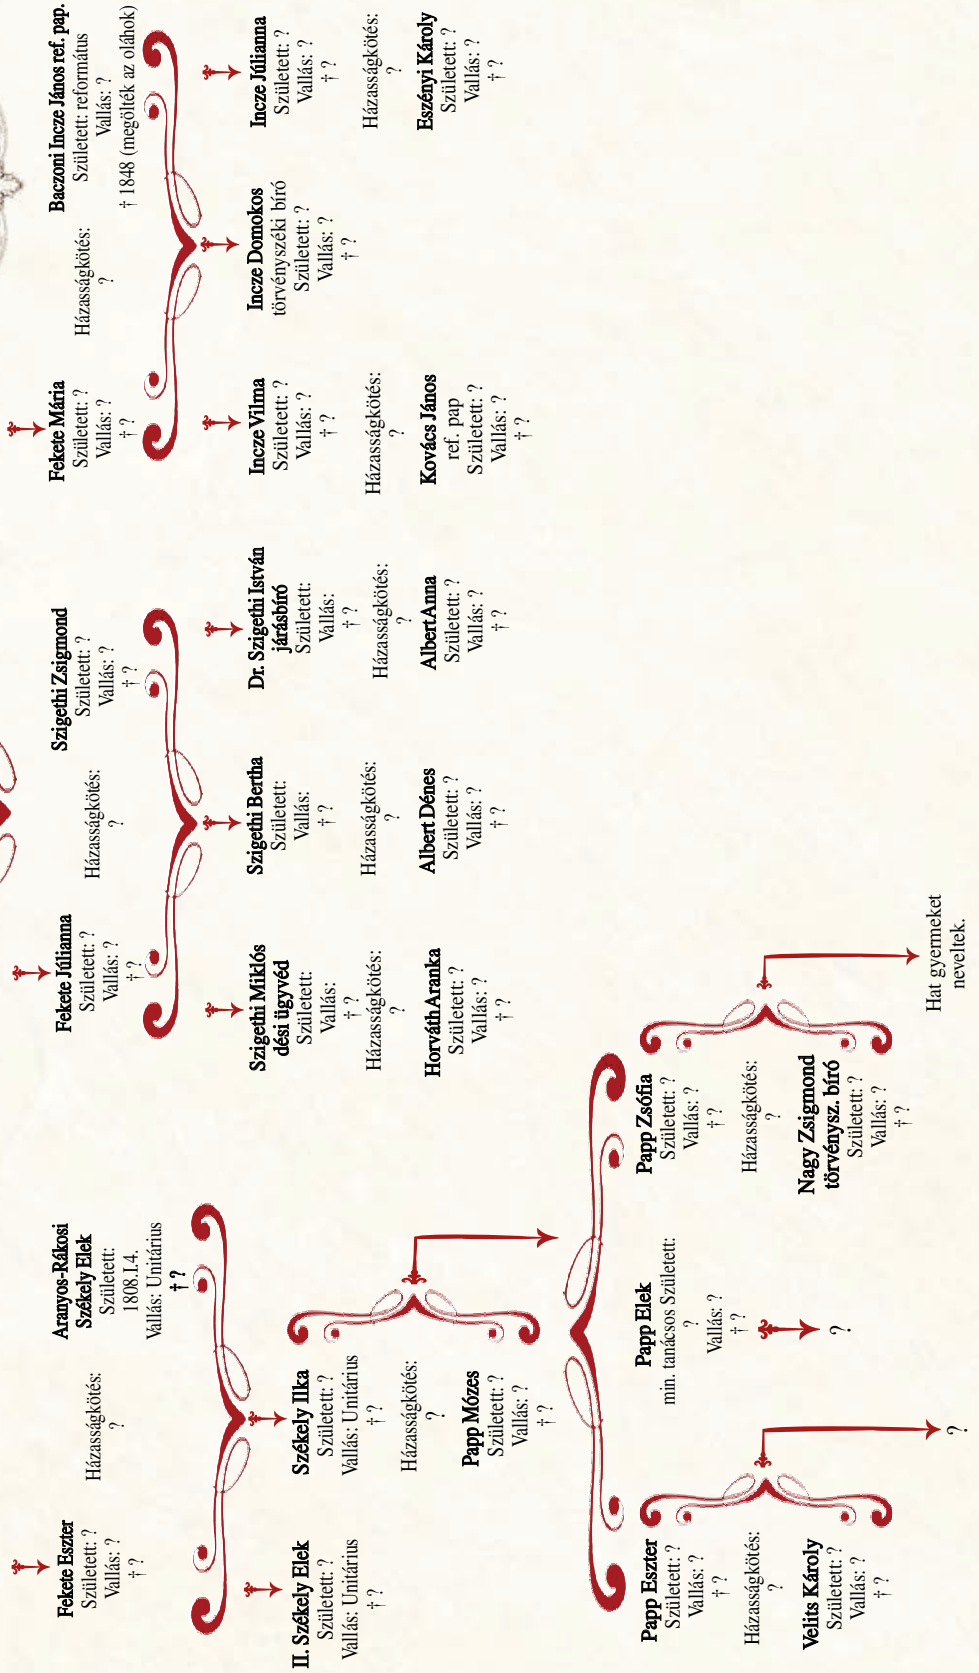 Fekete Eszter
Született: ?
Vallás: ?
† ?
Házasságkötés:
?
Aranyos-Rákosi
Székely Elek
Született:
1808.I.4.
Vallás: Unitárius
† ?
Fekete Júlianna
Született: ?
Vallás: ?
† ?
Házasságkötés:
?
Szigethi Zsigmond
Született: ?
Vallás: ?
† ?
Fekete Mária
Született: ?
Vallás: ?
† ?
Házasságkötés:
?
Baczoni Incze János ref. pap.
Született: református
Vallás: ?
† 1848 (megölték az oláhok)
II. Székely Elek
Született: ?
Vallás: Unitárius
† ?
Székely Ilka
Született: ?
Vallás: Unitárius
† ?
Házasságkötés:
?
Papp Mózes
Született: ?
Vallás: ?
† ?
Szigethi Miklós
dési ügyvéd
Született:
Vallás:
† ?
Házasságkötés:
?
Horváth Aranka
Született: ?
Vallás: ?
† ?
Szigethi Bertha
Született:
Vallás:
† ?
Házasságkötés:
?
Albert Dénes
Született: ?
Vallás: ?
† ?
Dr. Szigethi István
járásbíró
Született:
Vallás:
† ?
Házasságkötés:
?
Albert Anna
Született: ?
Vallás: ?
† ?
Incze Vilma
Született: ?
Vallás: ?
† ?
Házasságkötés:
?
Kovács János
ref. pap
Született: ?
Vallás: ?
† ?
Incze Domokos
törvényszéki bíró
Született: ?
Vallás: ?
† ?
Incze Júlianna
Született: ?
Vallás: ?
† ?
Házasságkötés:
?
Eszényi Károly
Született: ?
Vallás: ?
† ?
Papp Eszter
Született: ?
Vallás: ?
† ?
Házasságkötés:
?
Velits Károly
Született: ?
Vallás: ?
† ?
?
Papp Elek
min. tanácsos Született:
?
Vallás: ?
† ?
?
Papp Zsófia
Született: ?
Vallás: ?
† ?
Házasságkötés:
?
Nagy Zsigmond
törvénysz. bíró
Született: ?
Vallás: ?
† ?
Hat gyermeket
neveltek.